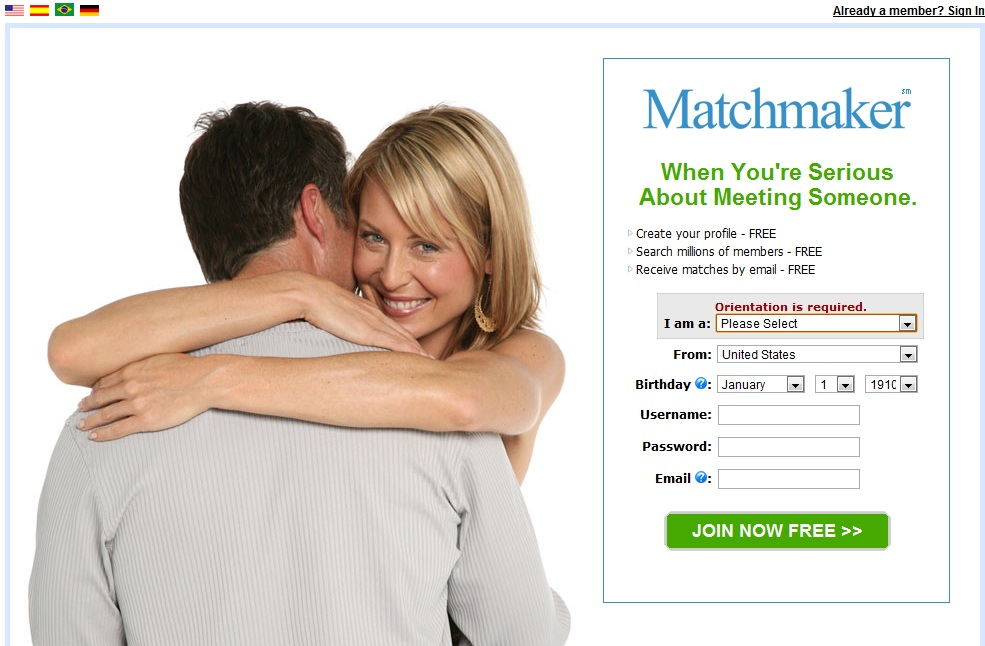 Already a member? Sign In
Matchmaker sm
When You're Serious
About Meeting Someone.
Create your profile - FREE
Search millions of members - FREE
Receive matches by email - FREE
Orientation is required.
I am a: Please Select
From: United States
Birthday ?: January 1 1910
Username:
Password:
Email ?:
JOIN NOW FREE >>